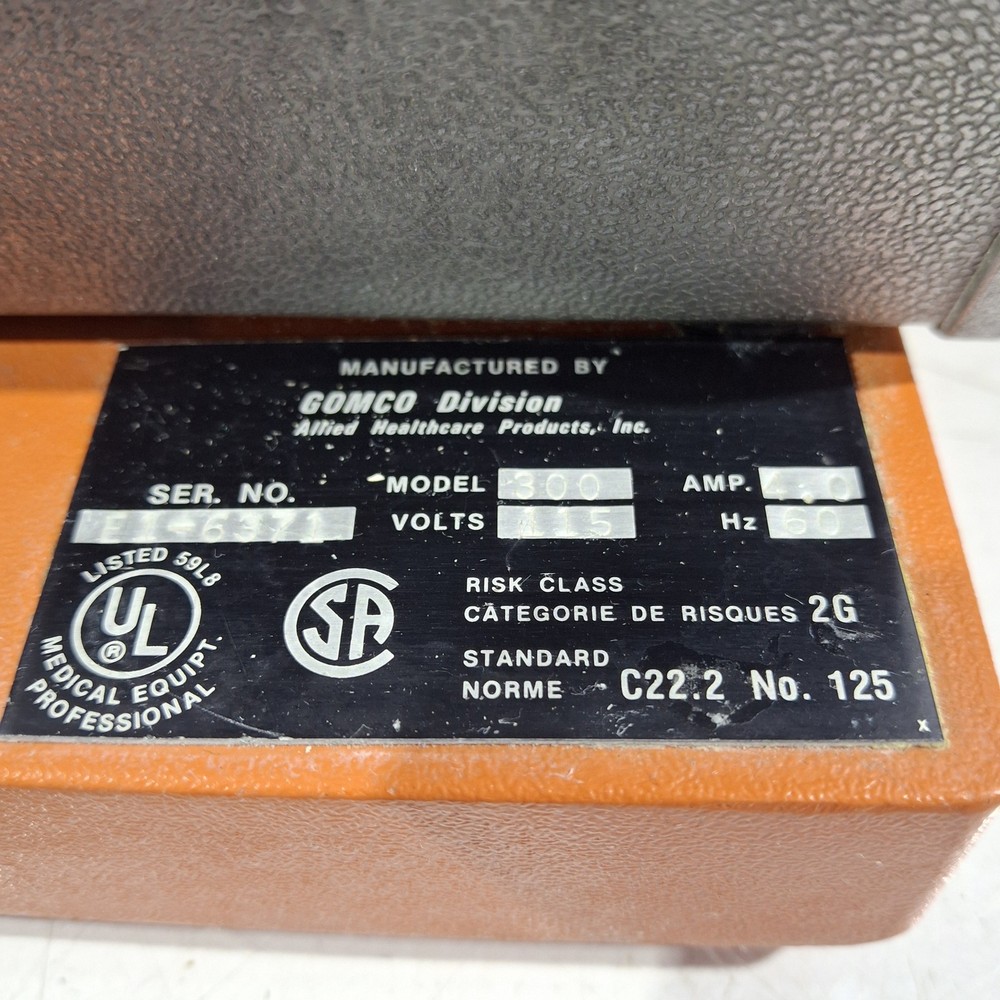 MANUFACTURED BY
GOMCO Division
Allied Healthcare Products, Inc.
SER. NO.
MODEL 300
AMP. 4.0
VOLTS 115
Hz 60
LISTED 59L8
UL
®
MEDICAL EQUIPT.
PROFESSIONAL
CSA
RISK CLASS
CATEGORIE DE RISQUES 2G
STANDARD
NORME C22.2 No. 125
x